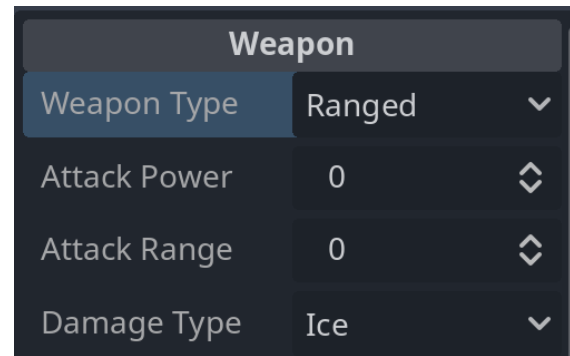 Weapon
Weapon Type Ranged
Attack Power 0
Attack Range 0
Damage Type Ice